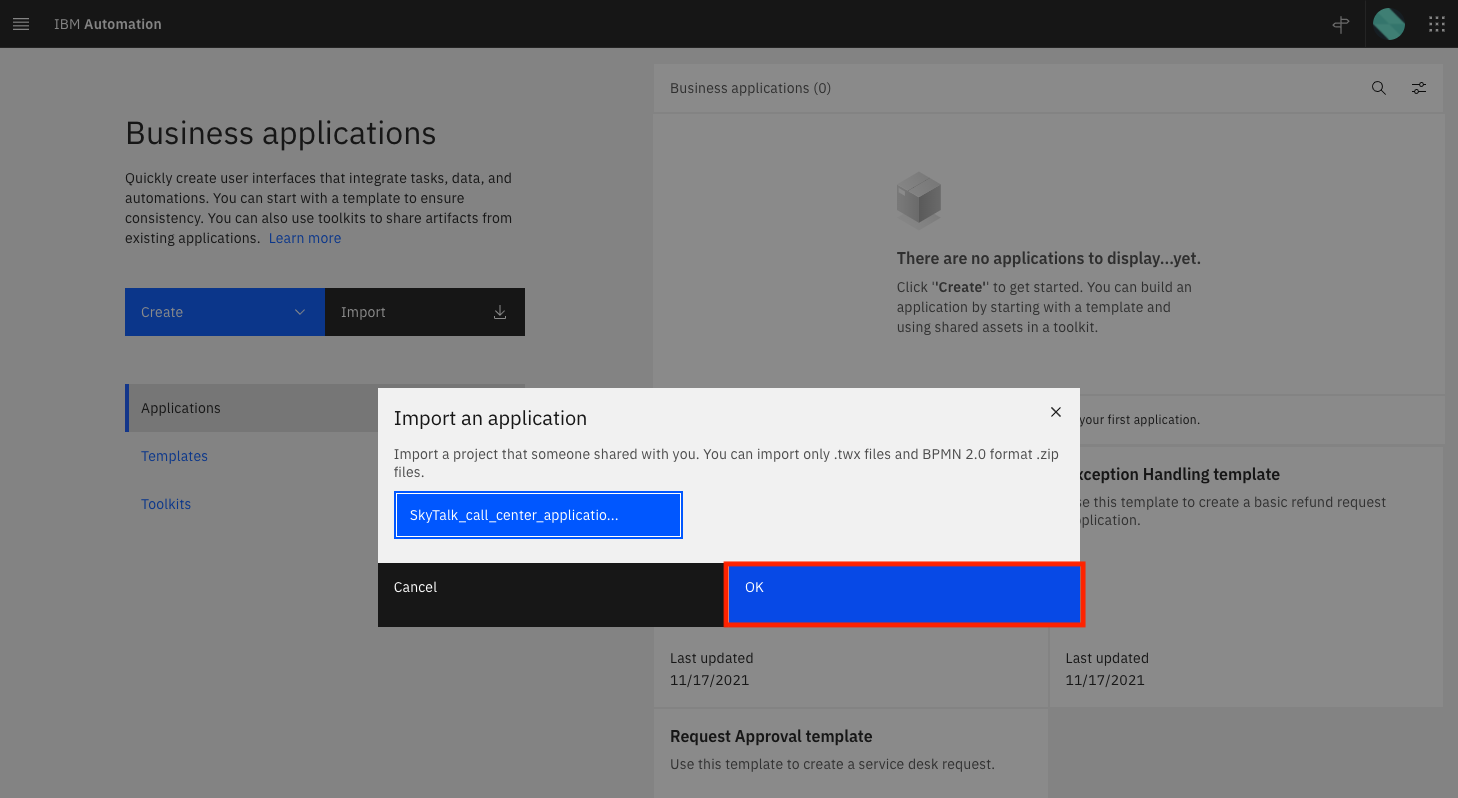 IBM Automation
Business applications
Quickly create user interfaces that integrate tasks, data, and
automations. You can start with a template to ensure
consistency. You can also use toolkits to share artifacts from
existing applications. Learn more
Create
Import
Applications
Templates
Toolkits
Business applications (0)
There are no applications to display...yet.
Click ''Create'' to get started. You can build an
application by starting with a template and
using shared assets in a toolkit.
your first application.
Import an application
Import a project that someone shared with you. You can import only .twx files and BPMN 2.0 format .zip
files.
SkyTalk_call_center_applicatio...
Cancel
OK
xception Handling template
e this template to create a basic refund request
plication.
Last updated
11/17/2021
Last updated
11/17/2021
Request Approval template
Use this template to create a service desk request.